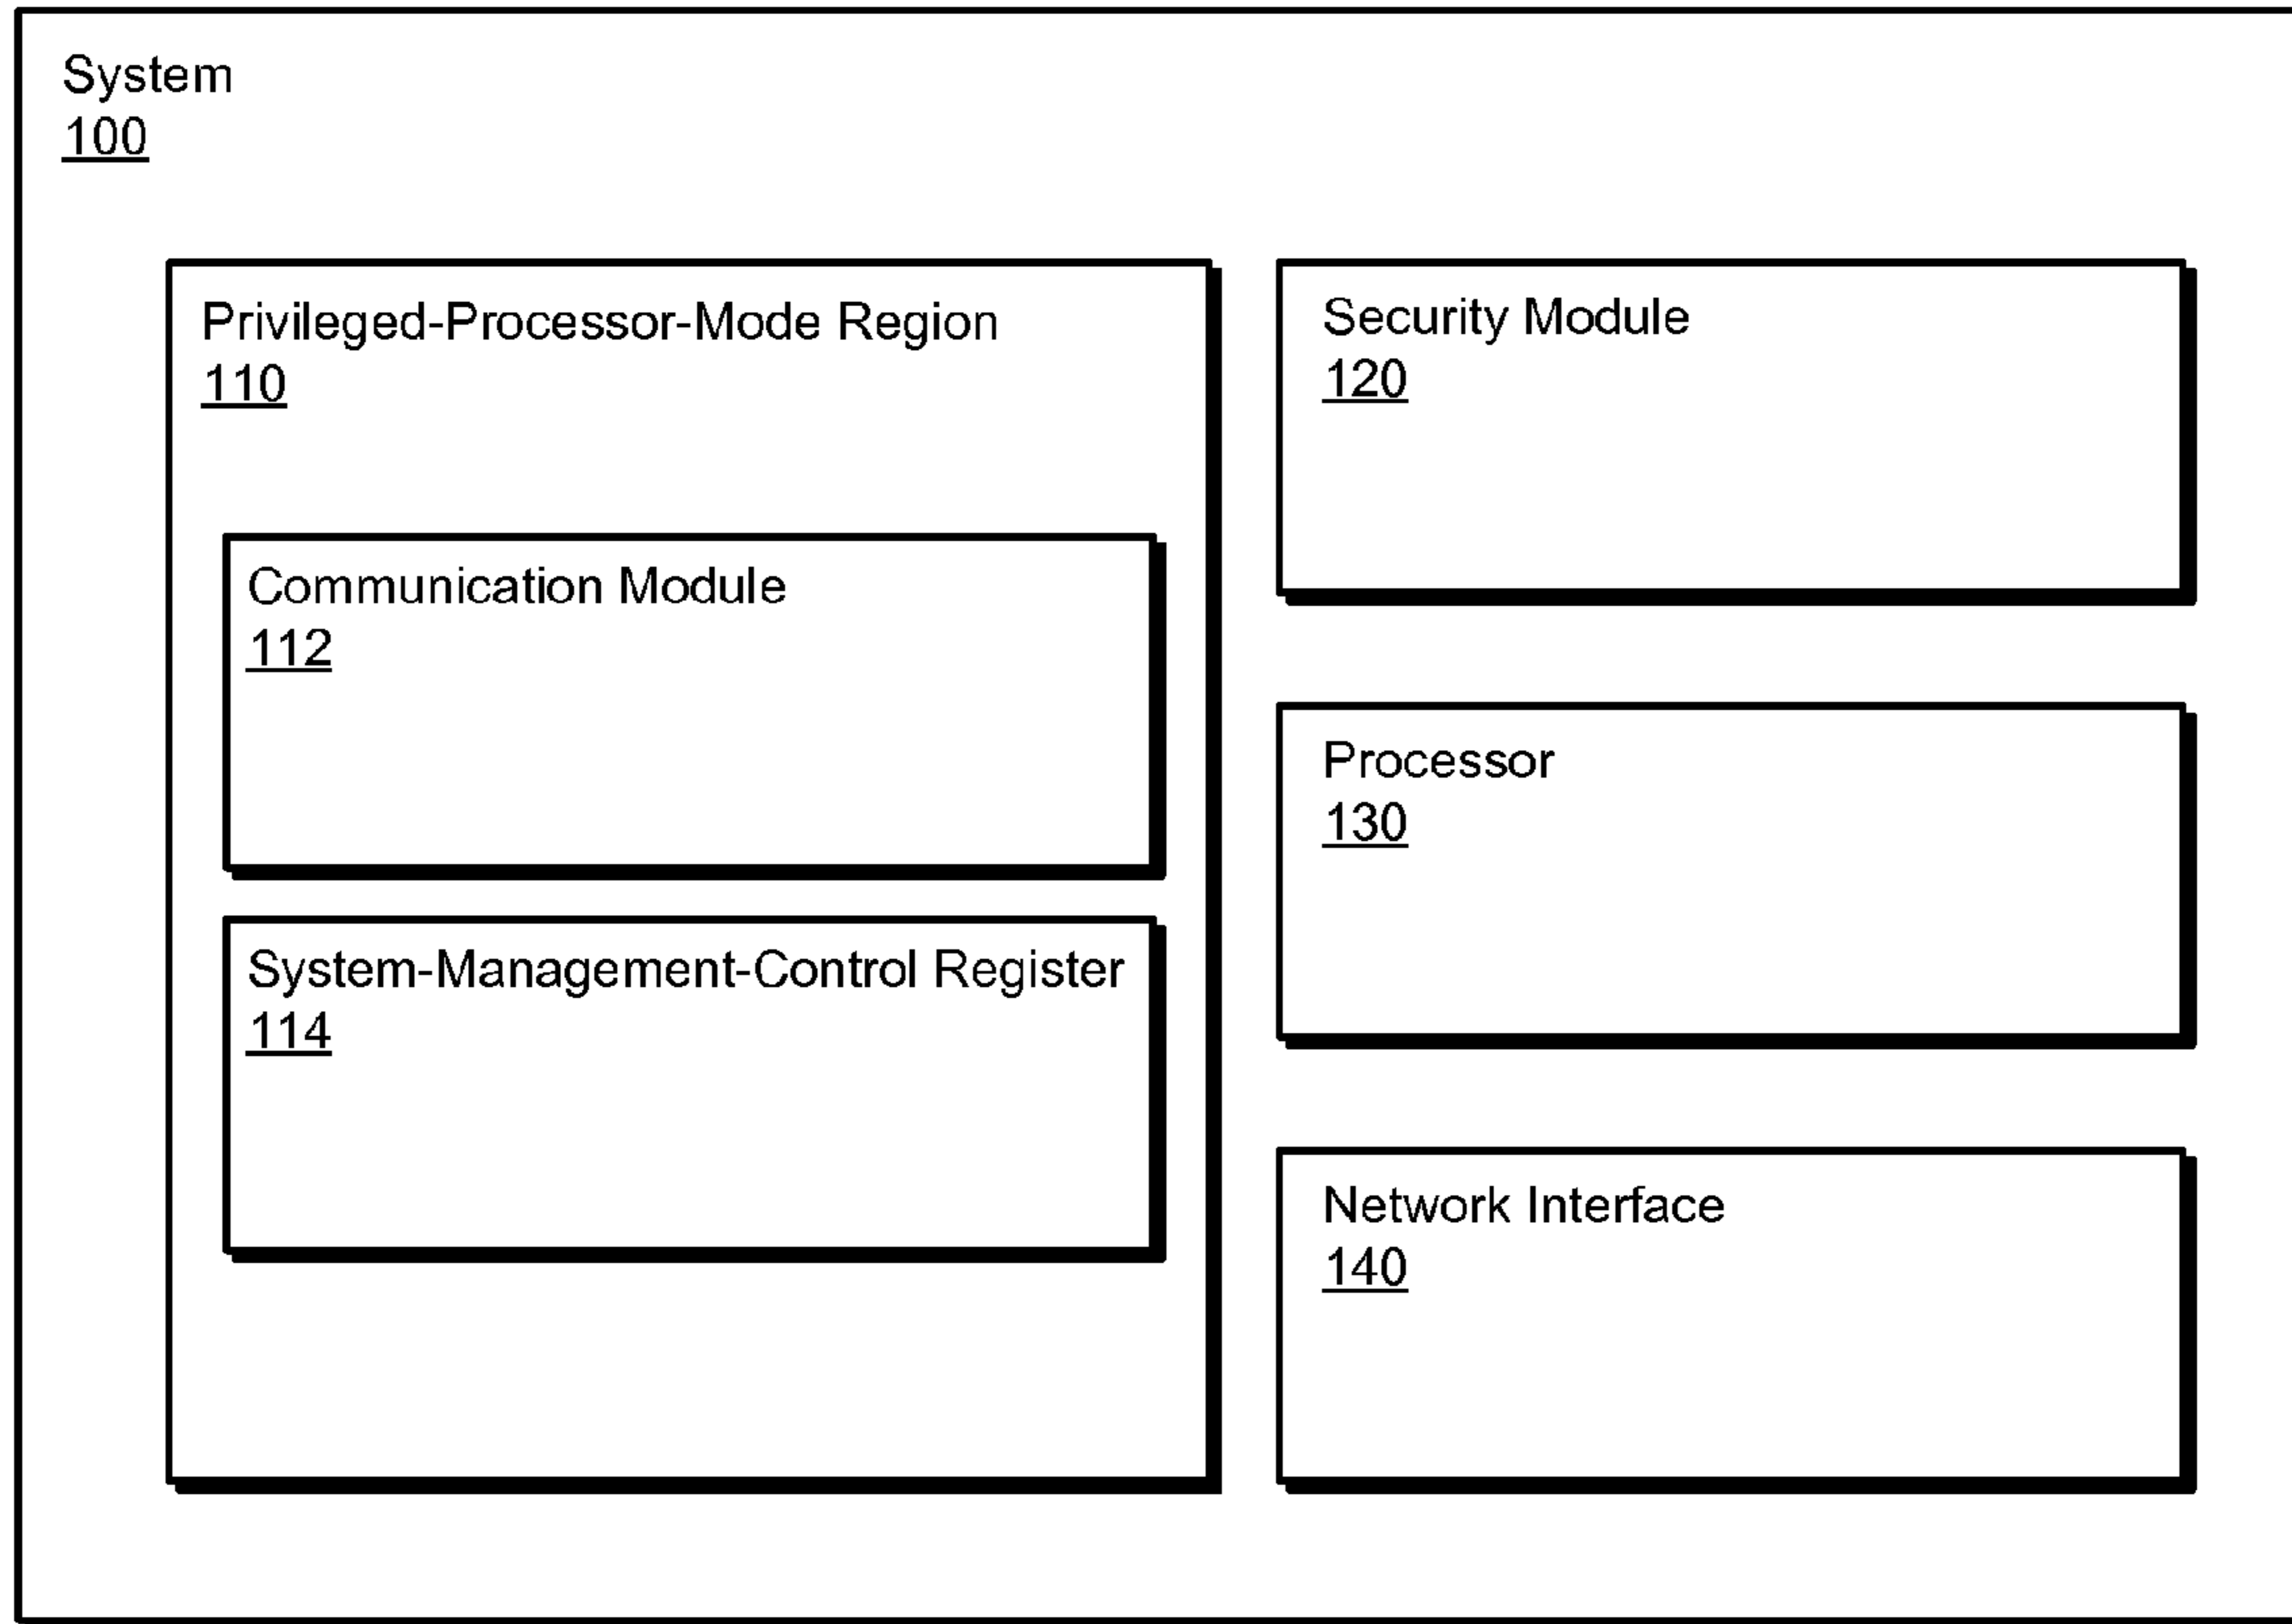 System
100
Privileged-Processor-Mode Region
110
Communication Module
112
System-Management-Control Register
114
Security Module
120
Processor
130
Network Interface
140